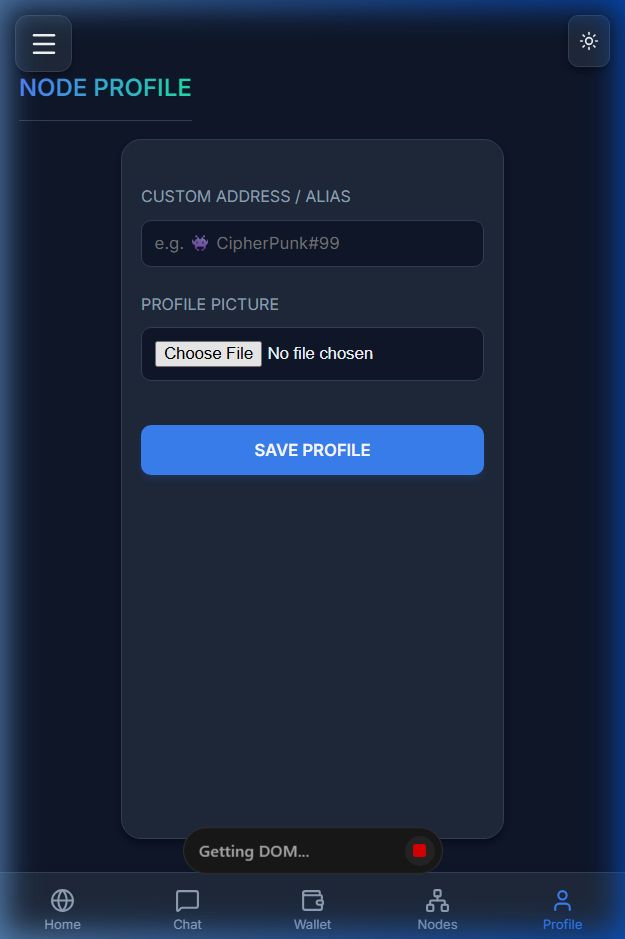 NODE PROFILE
CUSTOM ADDRESS / ALIAS
e.g. 👾 CipherPunk#99
PROFILE PICTURE
Choose File No file chosen
SAVE PROFILE
Getting DOM...
Home Chat Wallet Nodes Profile